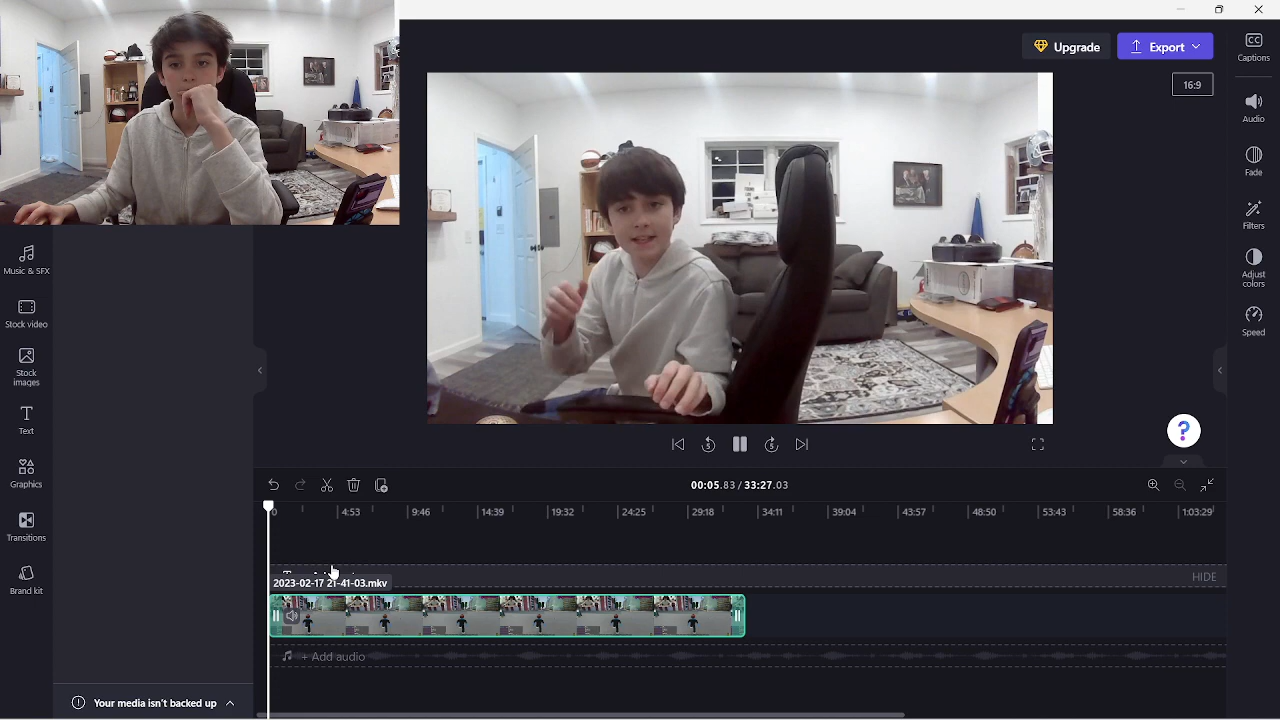 Upgrade
Export
16:9
CC
Captions
Audio
Fade
Filters
Adjust
colors
Speed
Music & SFX
Stock video
Stock
images
T
Text
Graphics
Transitions
Brand kit
Your media isn't backed up
5
5
?
00:05.83 / 33:27.03
0
4:53
9:46
14:39
19:32
24:25
29:18
34:11
39:04
43:57
48:50
53:43
58:36
1:03:29
HIDE
2023-02-17 21-41-03.mkv
+ Add audio